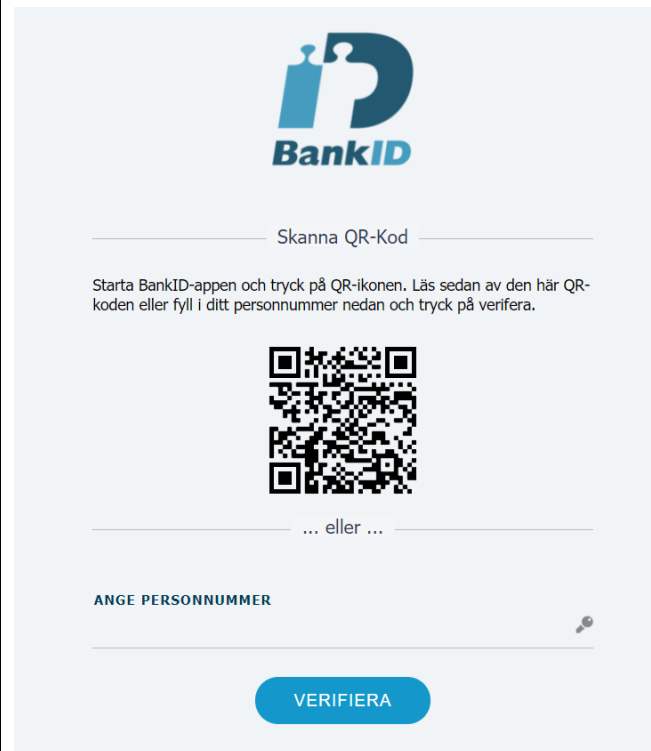 BankID
Skanna QR-Kod
Starta BankID-appen och tryck på QR-ikonen. Läs sedan av den här QR-
koden eller fyll i ditt personnummer nedan och tryck på verifera.
... eller ...
ANGE PERSONNUMMER
VERIFIERA